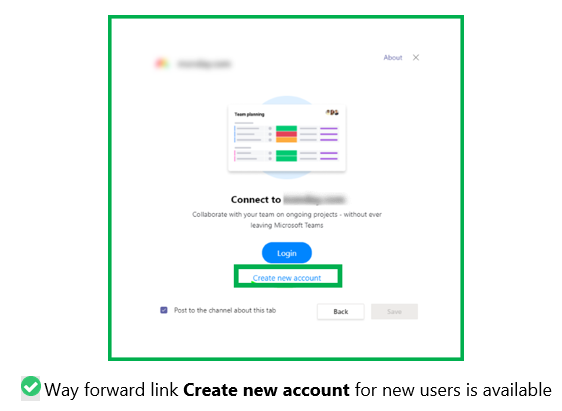 About
Team planning
Connect to
Collaborate with your team on ongoing projects - without ever
leaving Microsoft Teams
Login
Create new account
Post to the channel about this tab
Back
Save
Way forward link Create new account for new users is available